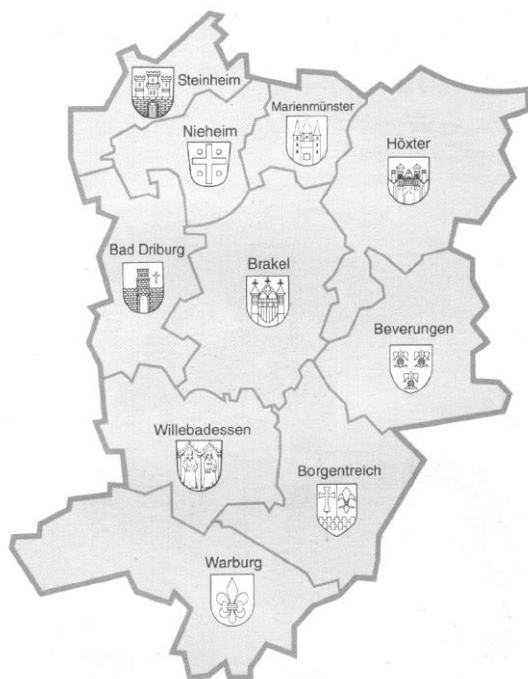 Steinheim
Marienmünster
Nieheim
Höxter
Bad Driburg
Brakel
Beverungen
Willebadessen
Borgentreich
Warburg